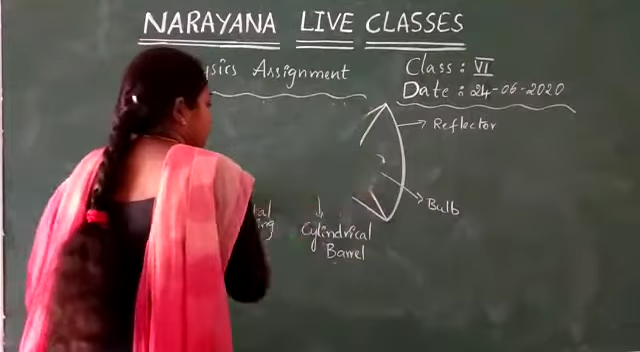 NARAYANA LIVE CLASSES
Assignment
Class : VI
Date : 24-06-2020
Reflector
Bulb
Cylindrical
Barrel